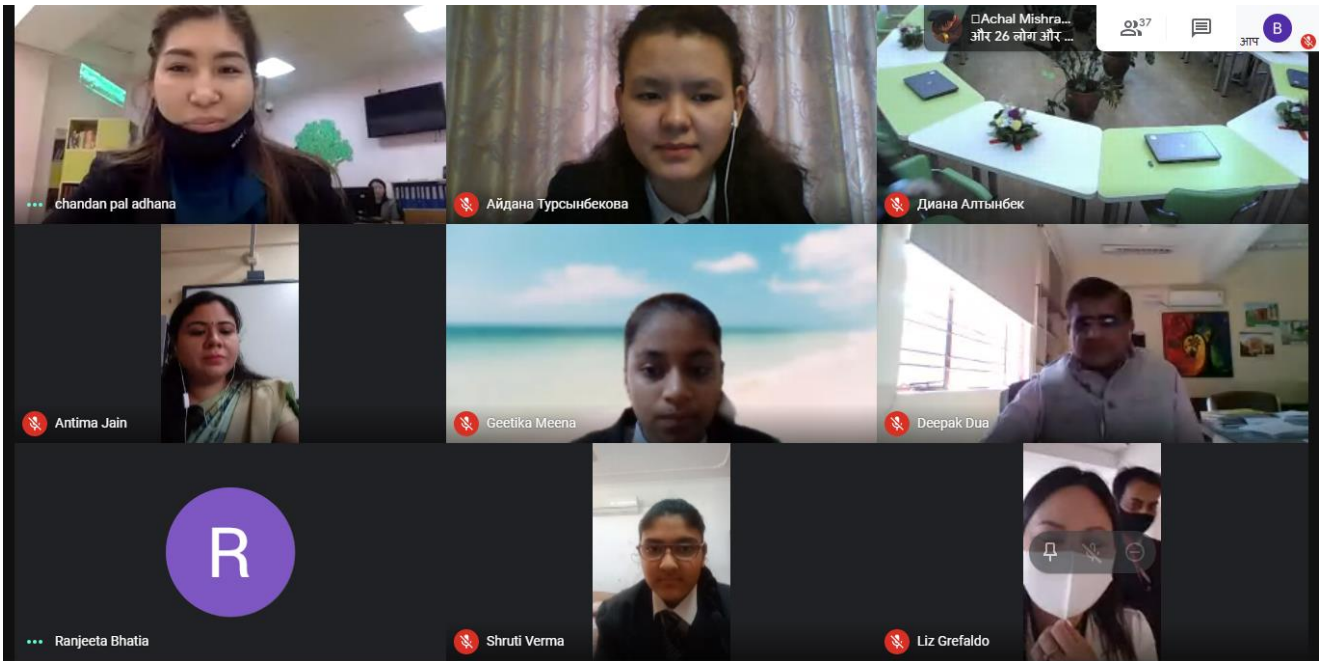 □Achal Mishra...
और 26 लोग और ...
37
आप
B
chandan pal adhana
Айдана Турсынбекова
Диана Алтынбек
Antima Jain
Geetika Meena
Deepak Dua
R
Ranjeeta Bhatia
Shruti Verma
Liz Grefaldo